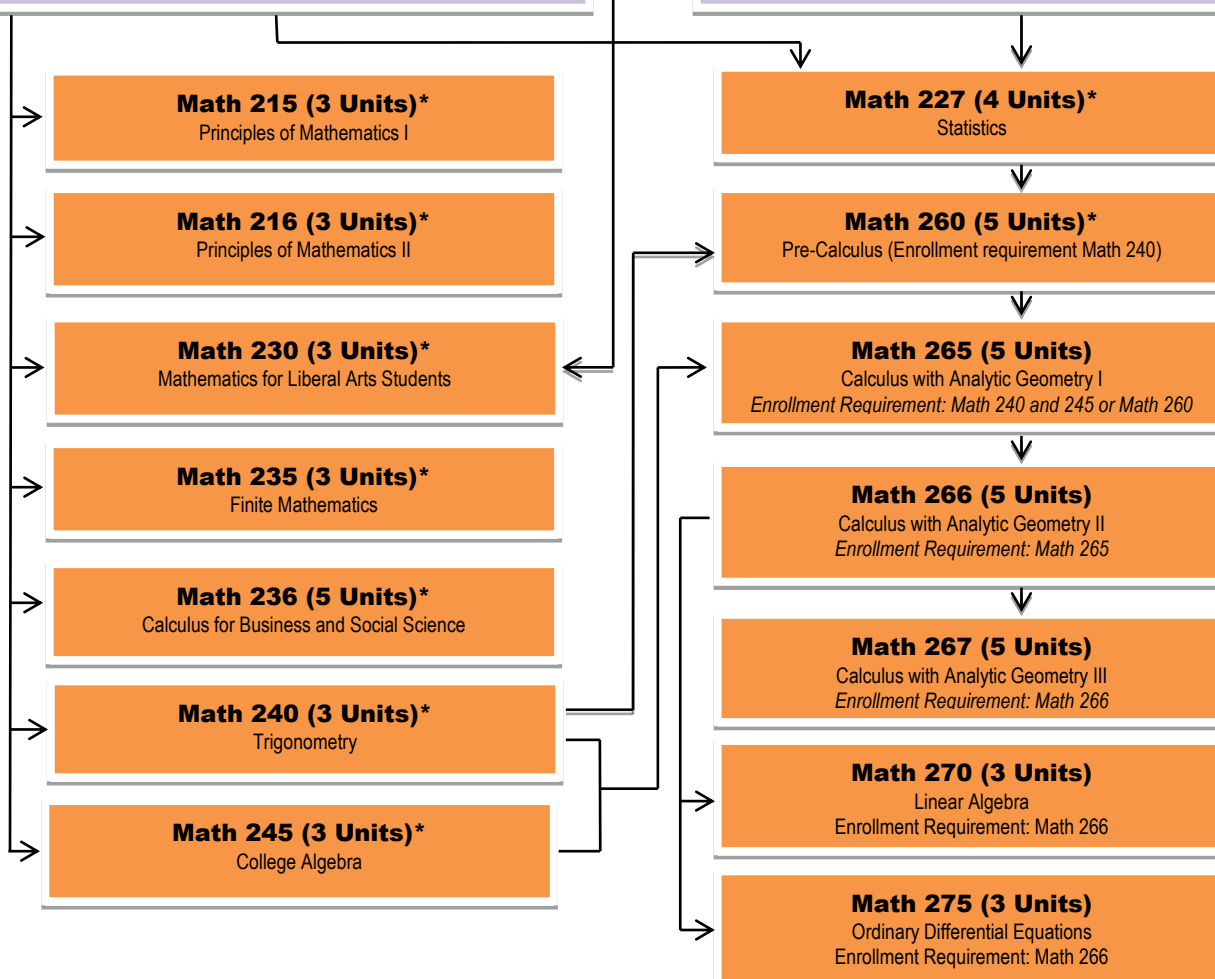 Math 215 (3 Units)*
Principles of Mathematics I
Math 216 (3 Units)*
Principles of Mathematics II
Math 230 (3 Units)*
Mathematics for Liberal Arts Students
Math 235 (3 Units)*
Finite Mathematics
Math 236 (5 Units)*
Calculus for Business and Social Science
Math 240 (3 Units)*
Trigonometry
Math 245 (3 Units)*
College Algebra
Math 227 (4 Units)*
Statistics
Math 260 (5 Units)*
Pre-Calculus (Enrollment requirement Math 240)
Math 265 (5 Units)
Calculus with Analytic Geometry I
Enrollment Requirement: Math 240 and 245 or Math 260
Math 266 (5 Units)
Calculus with Analytic Geometry II
Enrollment Requirement: Math 265
Math 267 (5 Units)
Calculus with Analytic Geometry III
Enrollment Requirement: Math 266
Math 270 (3 Units)
Linear Algebra
Enrollment Requirement: Math 266
Math 275 (3 Units)
Ordinary Differential Equations
Enrollment Requirement: Math 266